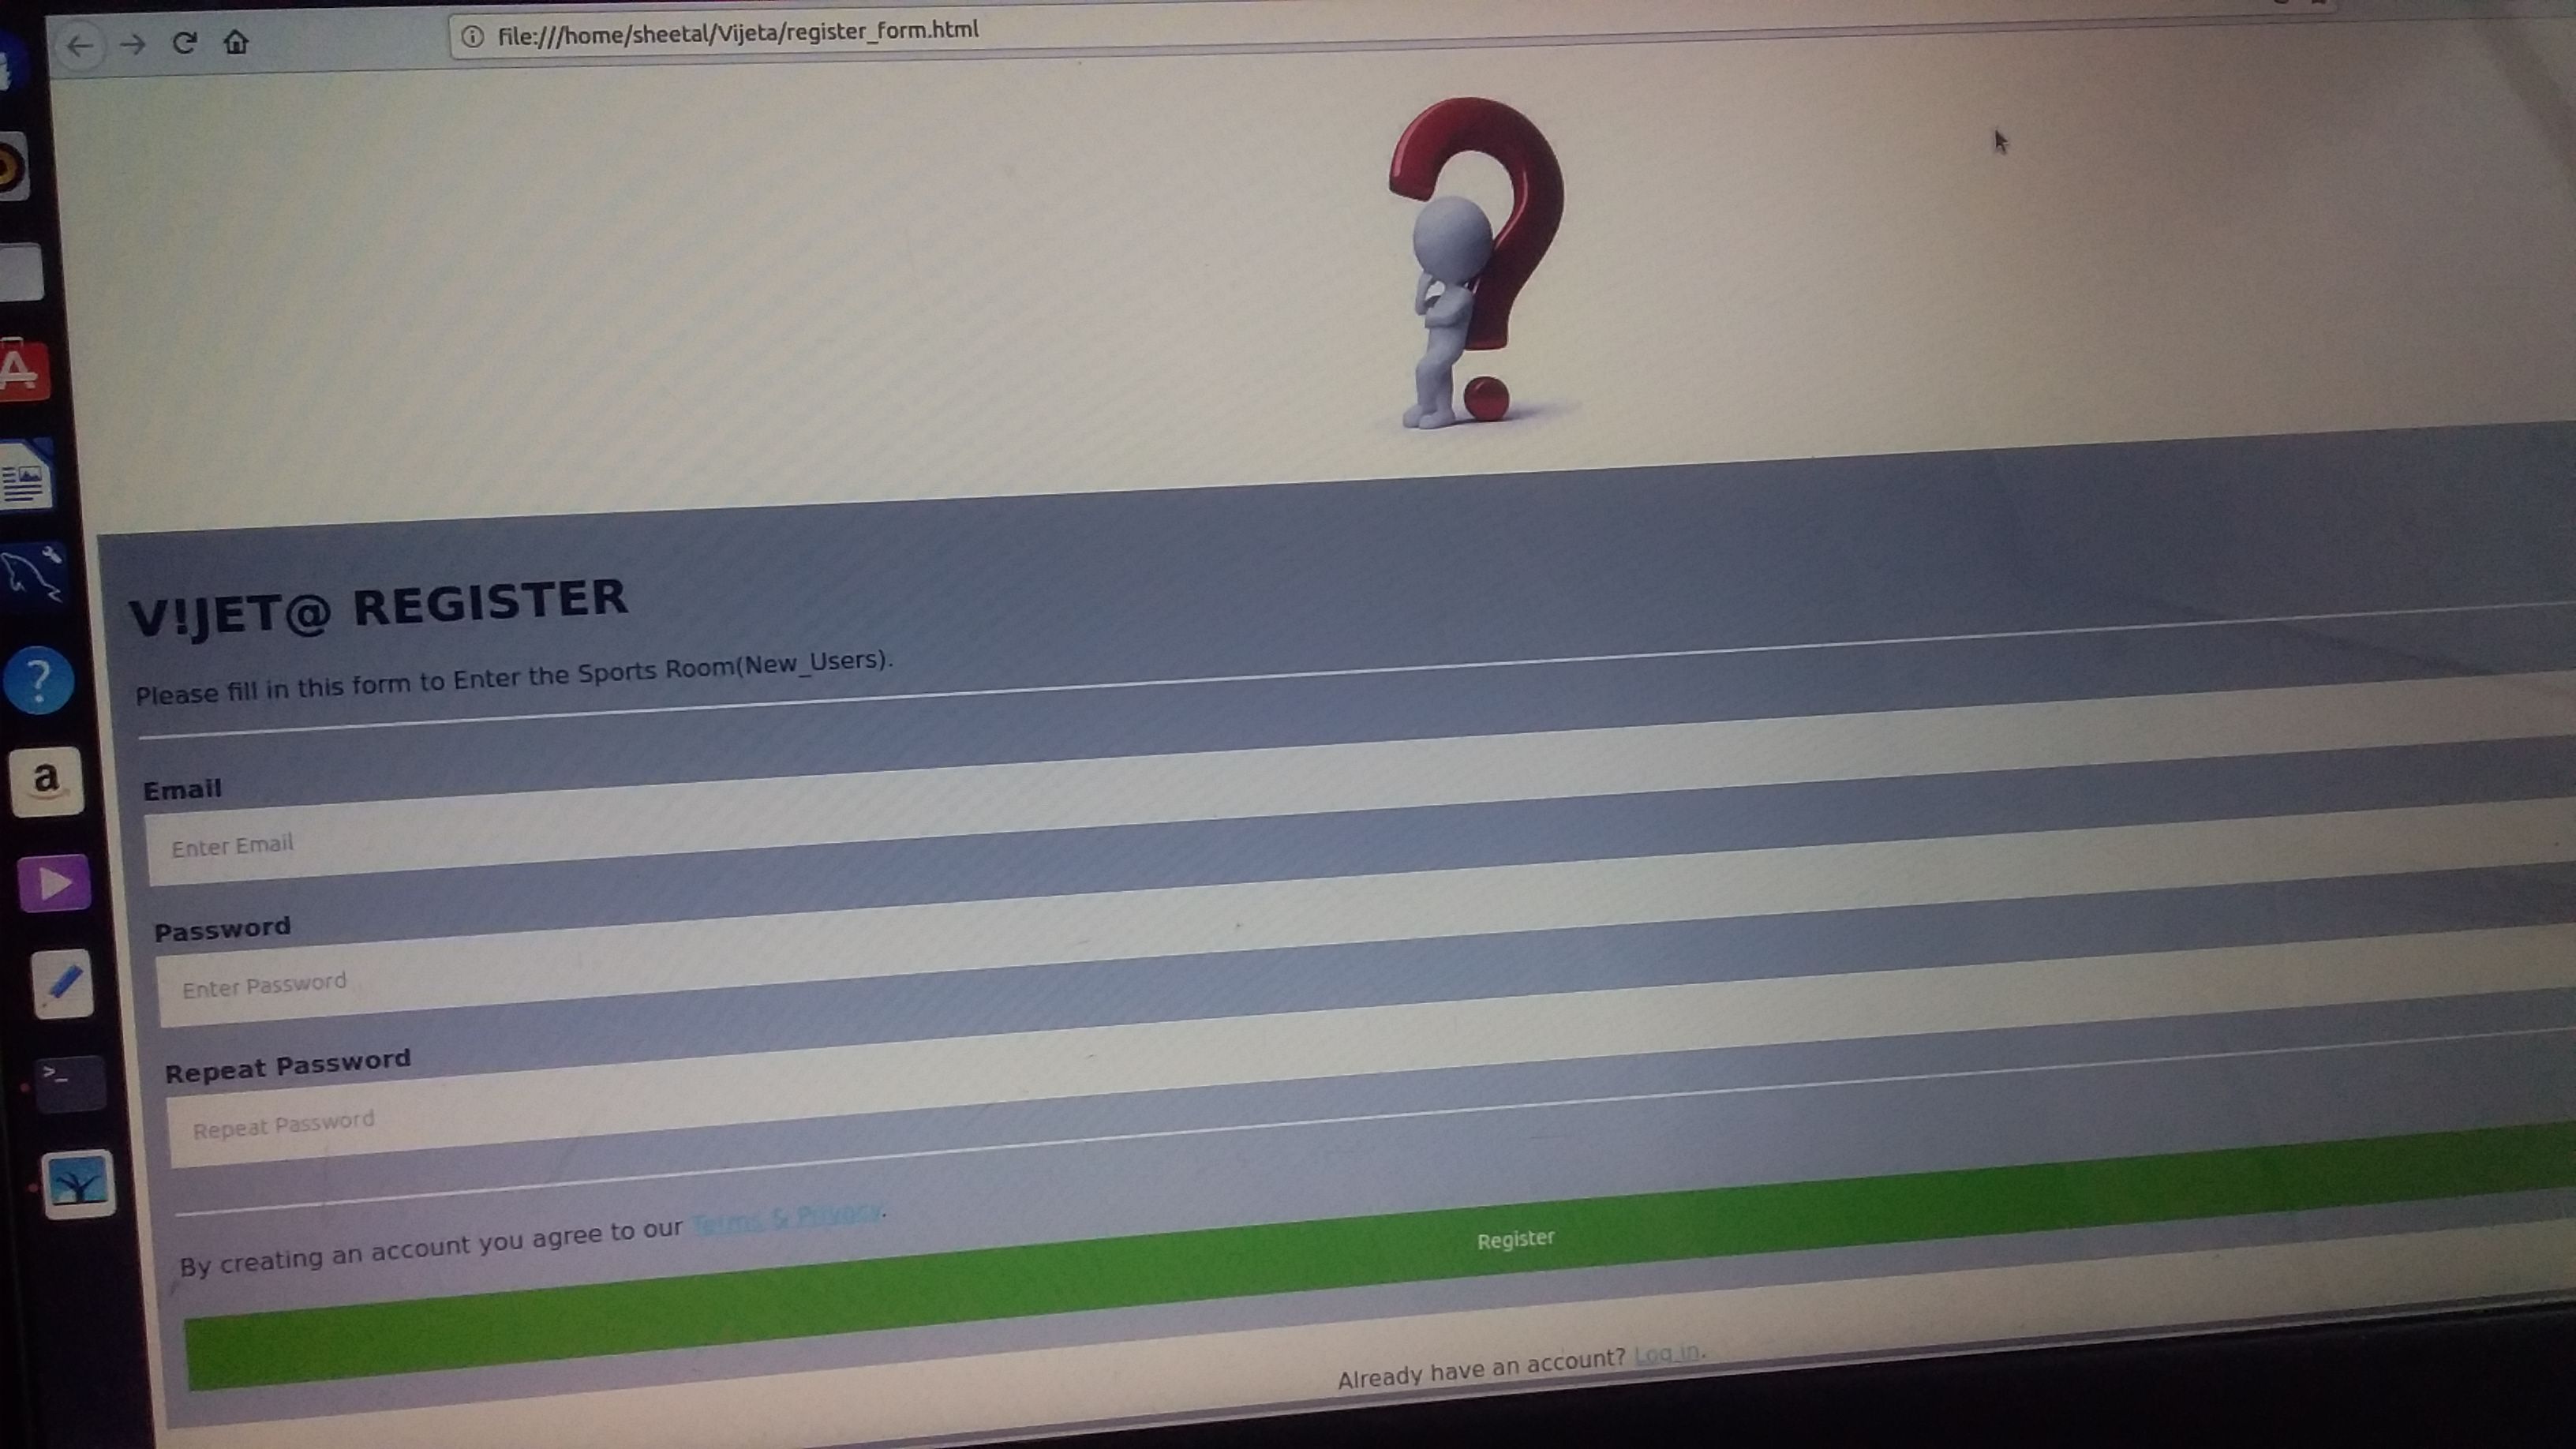 file:///home/sheetal/Vijeta/register_form.html
V!JET@ REGISTER
Please fill in this form to Enter the Sports Room(New_Users).
Email
Enter Email
Password
Enter Password
Repeat Password
Repeat Password
By creating an account you agree to our Terms & Privacy.
Register
Already have an account? Log in.
a
?
A
>_